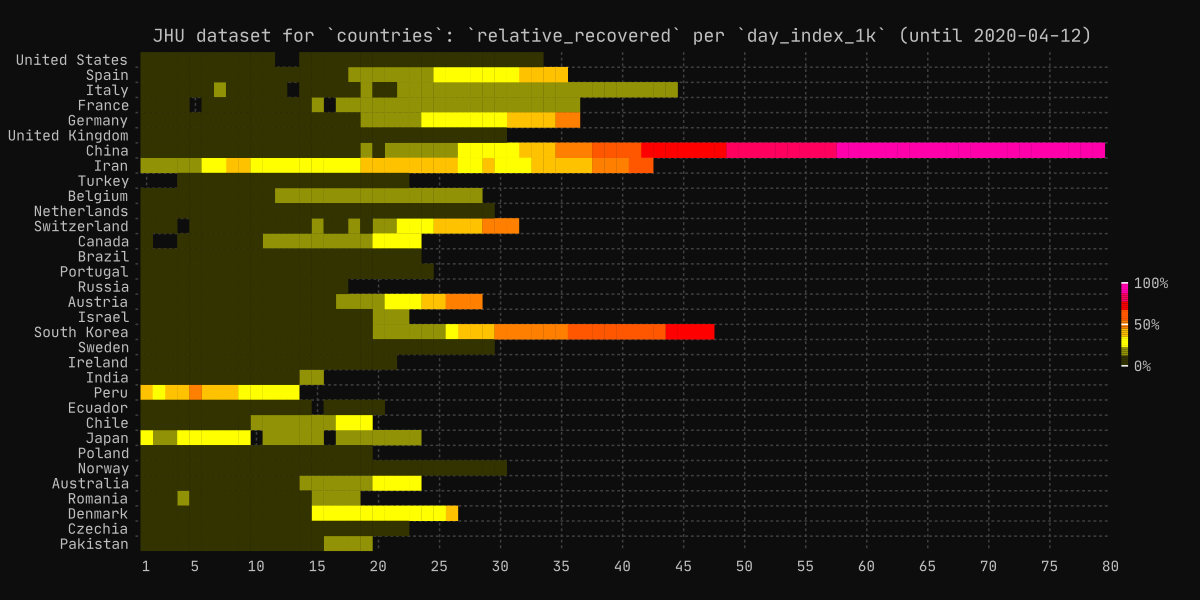 JHU dataset for `countries`: `relative_recovered` per `day_index_1k` (until 2020-04-12)
United States
Spain
Italy
France
Germany
United Kingdom
China
Iran
Turkey
Belgium
Netherlands
Switzerland
Canada
Brazil
Portugal
Russia
Austria
Israel
South Korea
Sweden
Ireland
India
Peru
Ecuador
Chile
Japan
Poland
Norway
Australia
Romania
Denmark
Czechia
Pakistan
1 5 10 15 20 25 30 35 40 45 50 55 60 65 70 75 80
100%
50%
0%